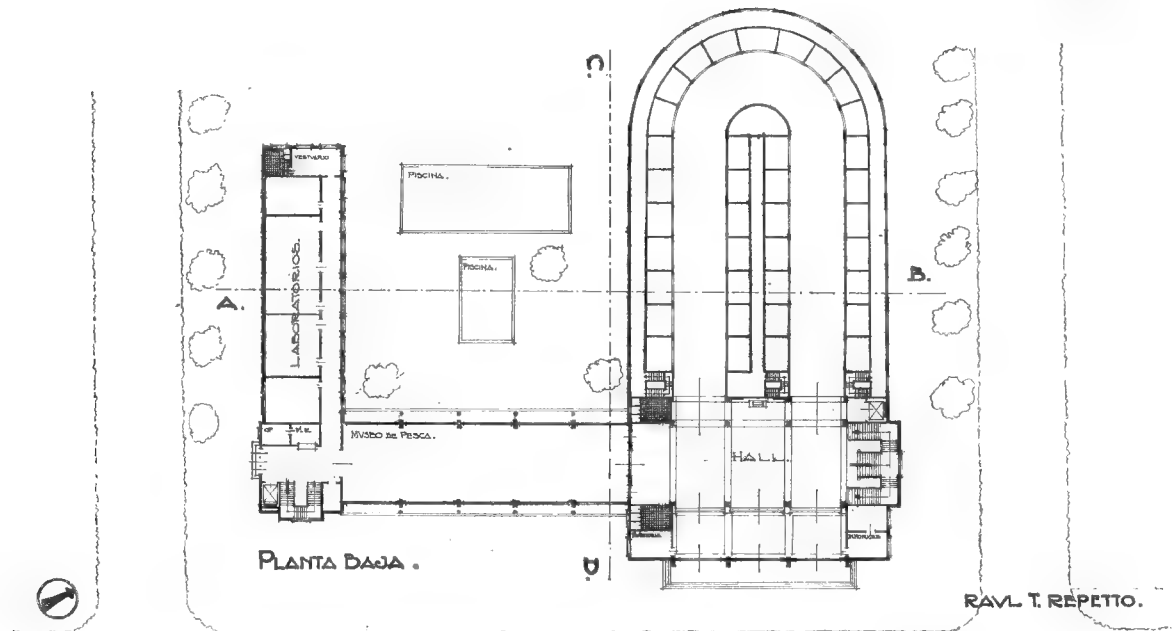 C.
VESTUARIO
PISCINA.
PISCINA.
LABORATORIOS.
A.
B.
MUSEO DE PESCA.
HALL
D.
PLANTA BAJA.
RAUL T. REPETTO.